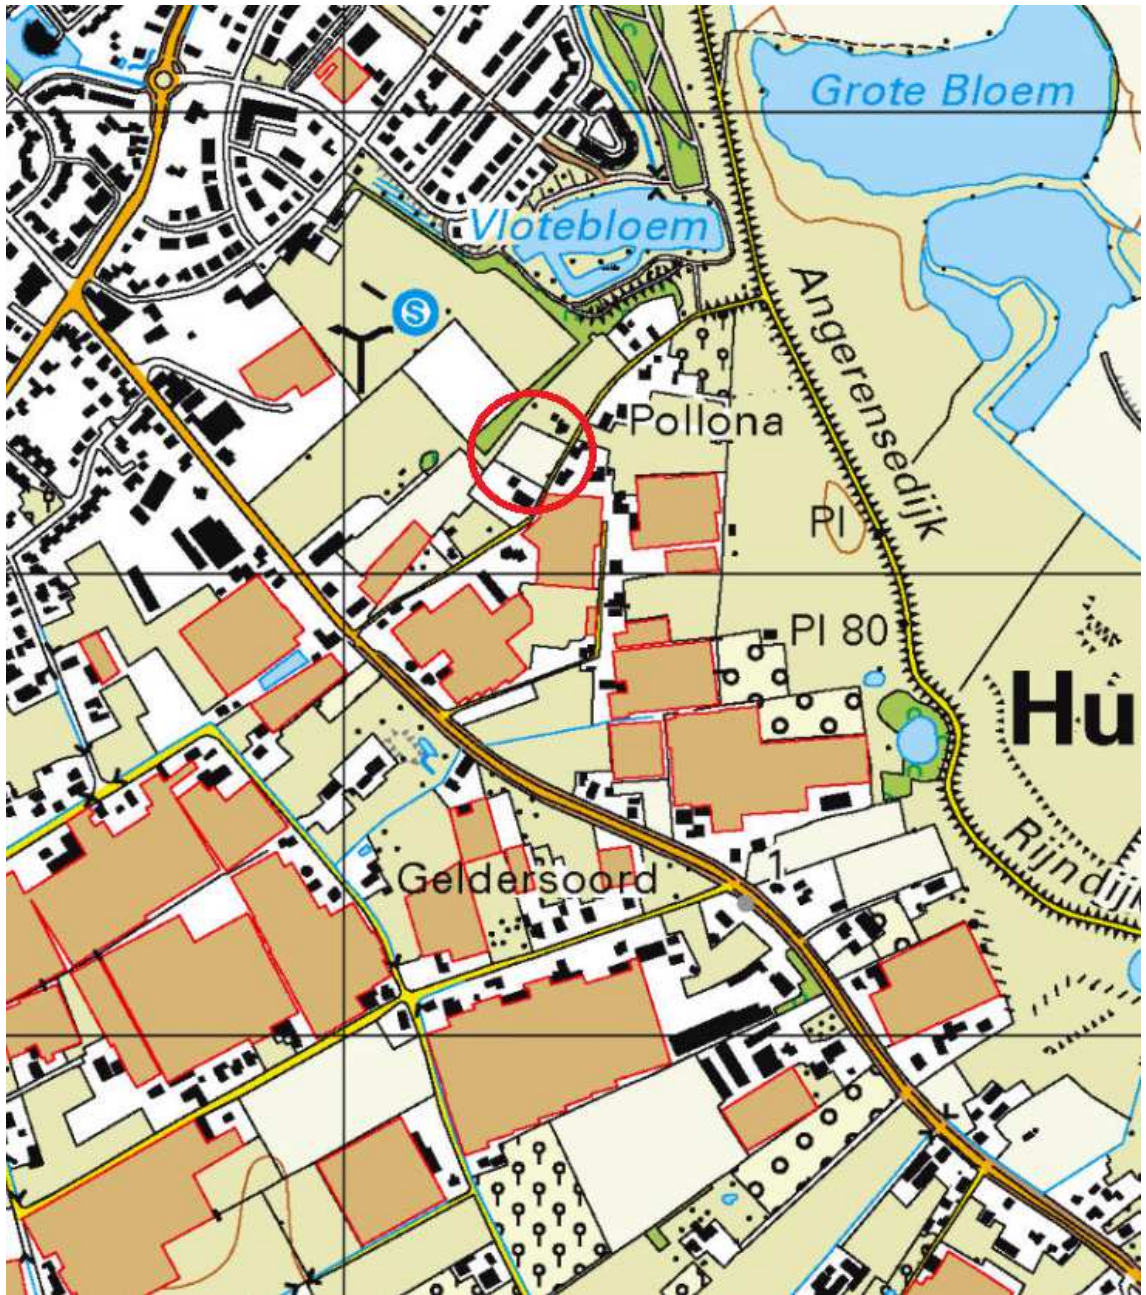 Grote Bloem
Vlotebloem
S
Angerensedijk
Pollona
Pl
Pl 80
Hu
Geldersoord
1
Rijndijk